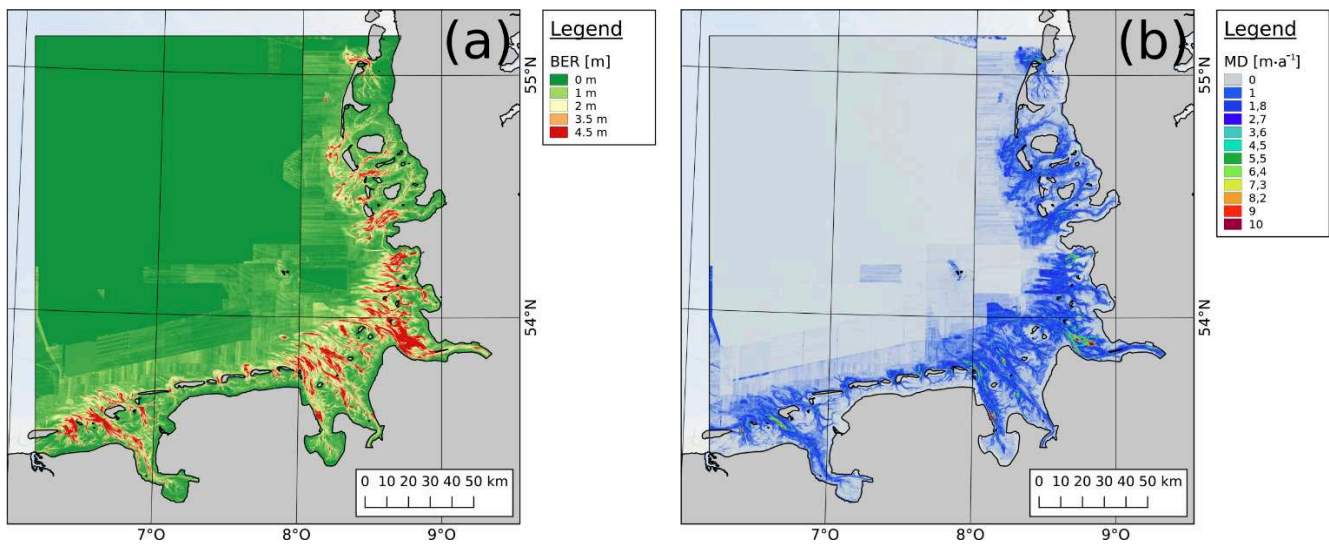 (a)
Legend
BER [m]
0 m
1 m
2 m
3.5 m
4.5 m
55°N
54°N
0 10 20 30 40 50 km
7°O
8°O
9°O
(b)
Legend
MD [m·a⁻¹]
0
1
1,8
2,7
3,6
4,5
5,5
6,4
7,3
8,2
9
10
55°N
54°N
0 10 20 30 40 50 km
7°O
8°O
9°O